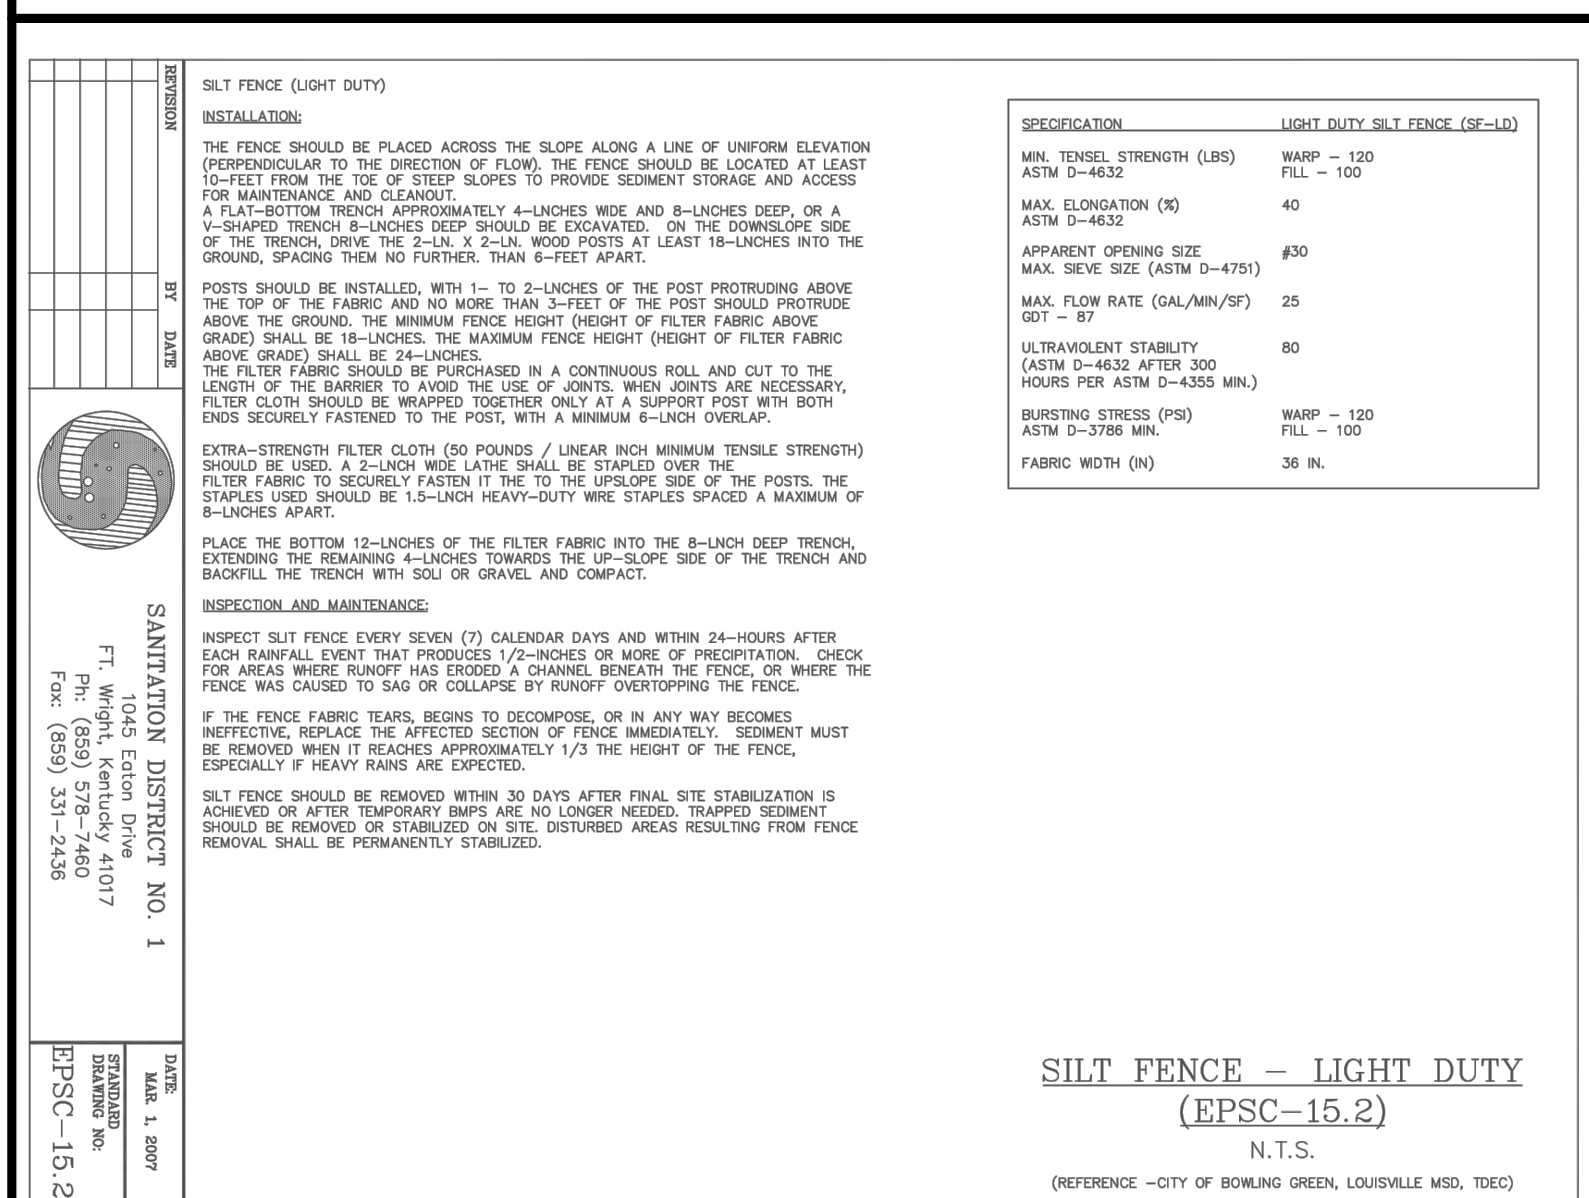 REVISION
BY
DATE
SANITATION DISTRICT NO. 1
1045 Eaton Drive
FT. Wright, Kentucky 41017
Ph: (859) 578-7460
Fax: (859) 331-2436
DATE:
MAR. 1, 2007
STANDARD
DRAWING NO:
EPSC-15.2
SILT FENCE (LIGHT DUTY)
INSTALLATION:
THE FENCE SHOULD BE PLACED ACROSS THE SLOPE ALONG A LINE OF UNIFORM ELEVATION
(PERPENDICULAR TO THE DIRECTION OF FLOW). THE FENCE SHOULD BE LOCATED AT LEAST
10-FEET FROM THE TOE OF STEEP SLOPES TO PROVIDE SEDIMENT STORAGE AND ACCESS
FOR MAINTENANCE AND CLEANOUT.
A FLAT-BOTTOM TRENCH APPROXIMATELY 4-LNCHES WIDE AND 8-LNCHES DEEP, OR A
V-SHAPED TRENCH 8-LNCHES DEEP SHOULD BE EXCAVATED. ON THE DOWNSLOPE SIDE
OF THE TRENCH, DRIVE THE 2-LN. X 2-LN. WOOD POSTS AT LEAST 18-LNCHES INTO THE
GROUND, SPACING THEM NO FURTHER. THAN 6-FEET APART.
POSTS SHOULD BE INSTALLED, WITH 1- TO 2-LNCHES OF THE POST PROTRUDING ABOVE
THE TOP OF THE FABRIC AND NO MORE THAN 3-FEET OF THE POST SHOULD PROTRUDE
ABOVE THE GROUND. THE MINIMUM FENCE HEIGHT (HEIGHT OF FILTER FABRIC ABOVE
GRADE) SHALL BE 18-LNCHES. THE MAXIMUM FENCE HEIGHT (HEIGHT OF FILTER FABRIC
ABOVE GRADE) SHALL BE 24-LNCHES.
THE FILTER FABRIC SHOULD BE PURCHASED IN A CONTINUOUS ROLL AND CUT TO THE
LENGTH OF THE BARRIER TO AVOID THE USE OF JOINTS. WHEN JOINTS ARE NECESSARY,
FILTER CLOTH SHOULD BE WRAPPED TOGETHER ONLY AT A SUPPORT POST WITH BOTH
ENDS SECURELY FASTENED TO THE POST, WITH A MINIMUM 6-LNCH OVERLAP.
EXTRA-STRENGTH FILTER CLOTH (50 POUNDS / LINEAR INCH MINIMUM TENSILE STRENGTH)
SHOULD BE USED. A 2-LNCH WIDE LATHE SHALL BE STAPLED OVER THE
FILTER FABRIC TO SECURELY FASTEN IT THE TO THE UPSLOPE SIDE OF THE POSTS. THE
STAPLES USED SHOULD BE 1.5-LNCH HEAVY-DUTY WIRE STAPLES SPACED A MAXIMUM OF
8-LNCHES APART.
PLACE THE BOTTOM 12-LNCHES OF THE FILTER FABRIC INTO THE 8-LNCH DEEP TRENCH,
EXTENDING THE REMAINING 4-LNCHES TOWARDS THE UP-SLOPE SIDE OF THE TRENCH AND
BACKFILL THE TRENCH WITH SOLI OR GRAVEL AND COMPACT.
INSPECTION AND MAINTENANCE:
INSPECT SLIT FENCE EVERY SEVEN (7) CALENDAR DAYS AND WITHIN 24-HOURS AFTER
EACH RAINFALL EVENT THAT PRODUCES 1/2-INCHES OR MORE OF PRECIPITATION. CHECK
FOR AREAS WHERE RUNOFF HAS ERODED A CHANNEL BENEATH THE FENCE, OR WHERE THE
FENCE WAS CAUSED TO SAG OR COLLAPSE BY RUNOFF OVERTOPPING THE FENCE.
IF THE FENCE FABRIC TEARS, BEGINS TO DECOMPOSE, OR IN ANY WAY BECOMES
INEFFECTIVE, REPLACE THE AFFECTED SECTION OF FENCE IMMEDIATELY. SEDIMENT MUST
BE REMOVED WHEN IT REACHES APPROXIMATELY 1/3 THE HEIGHT OF THE FENCE,
ESPECIALLY IF HEAVY RAINS ARE EXPECTED.
SILT FENCE SHOULD BE REMOVED WITHIN 30 DAYS AFTER FINAL SITE STABILIZATION IS
ACHIEVED OR AFTER TEMPORARY BMPS ARE NO LONGER NEEDED. TRAPPED SEDIMENT
SHOULD BE REMOVED OR STABILIZED ON SITE. DISTURBED AREAS RESULTING FROM FENCE
REMOVAL SHALL BE PERMANENTLY STABILIZED.
SPECIFICATION LIGHT DUTY SILT FENCE (SF-LD)
MIN. TENSEL STRENGTH (LBS) WARP - 120
ASTM D-4632 FILL - 100
MAX. ELONGATION (%) 40
ASTM D-4632
APPARENT OPENING SIZE #30
MAX. SIEVE SIZE (ASTM D-4751)
MAX. FLOW RATE (GAL/MIN/SF) 25
GDT - 87
ULTRAVIOLENT STABILITY 80
(ASTM D-4632 AFTER 300
HOURS PER ASTM D-4355 MIN.)
BURSTING STRESS (PSI) WARP - 120
ASTM D-3786 MIN. FILL - 100
FABRIC WIDTH (IN) 36 IN.
SILT FENCE - LIGHT DUTY
(EPSC-15.2)
N.T.S.
(REFERENCE -CITY OF BOWLING GREEN, LOUISVILLE MSD, TDEC)